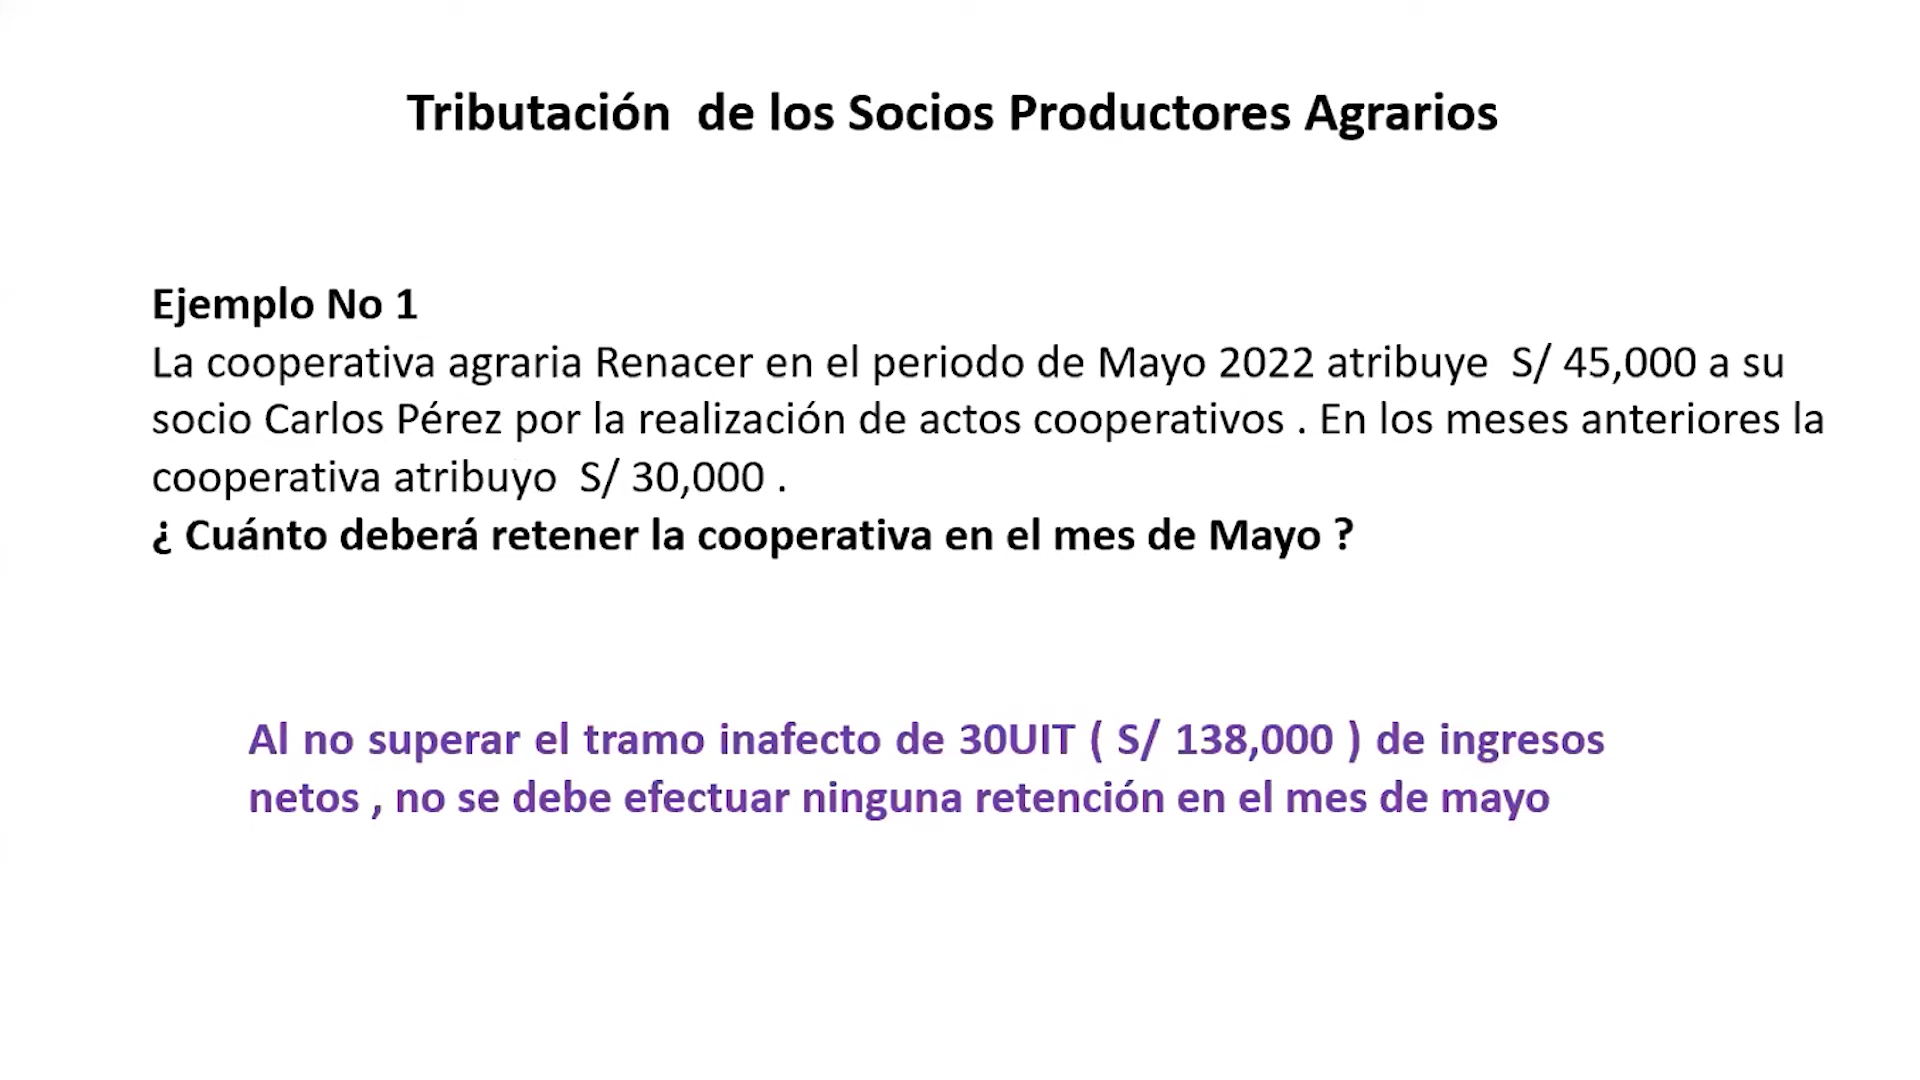 Tributación de los Socios Productores Agrarios
Ejemplo No 1
La cooperativa agraria Renacer en el periodo de Mayo 2022 atribuye S/ 45,000 a su
socio Carlos Pérez por la realización de actos cooperativos . En los meses anteriores la
cooperativa atribuyo S/ 30,000 .
¿ Cuánto deberá retener la cooperativa en el mes de Mayo ?
Al no superar el tramo inafecto de 30UIT ( S/ 138,000 ) de ingresos
netos , no se debe efectuar ninguna retención en el mes de mayo